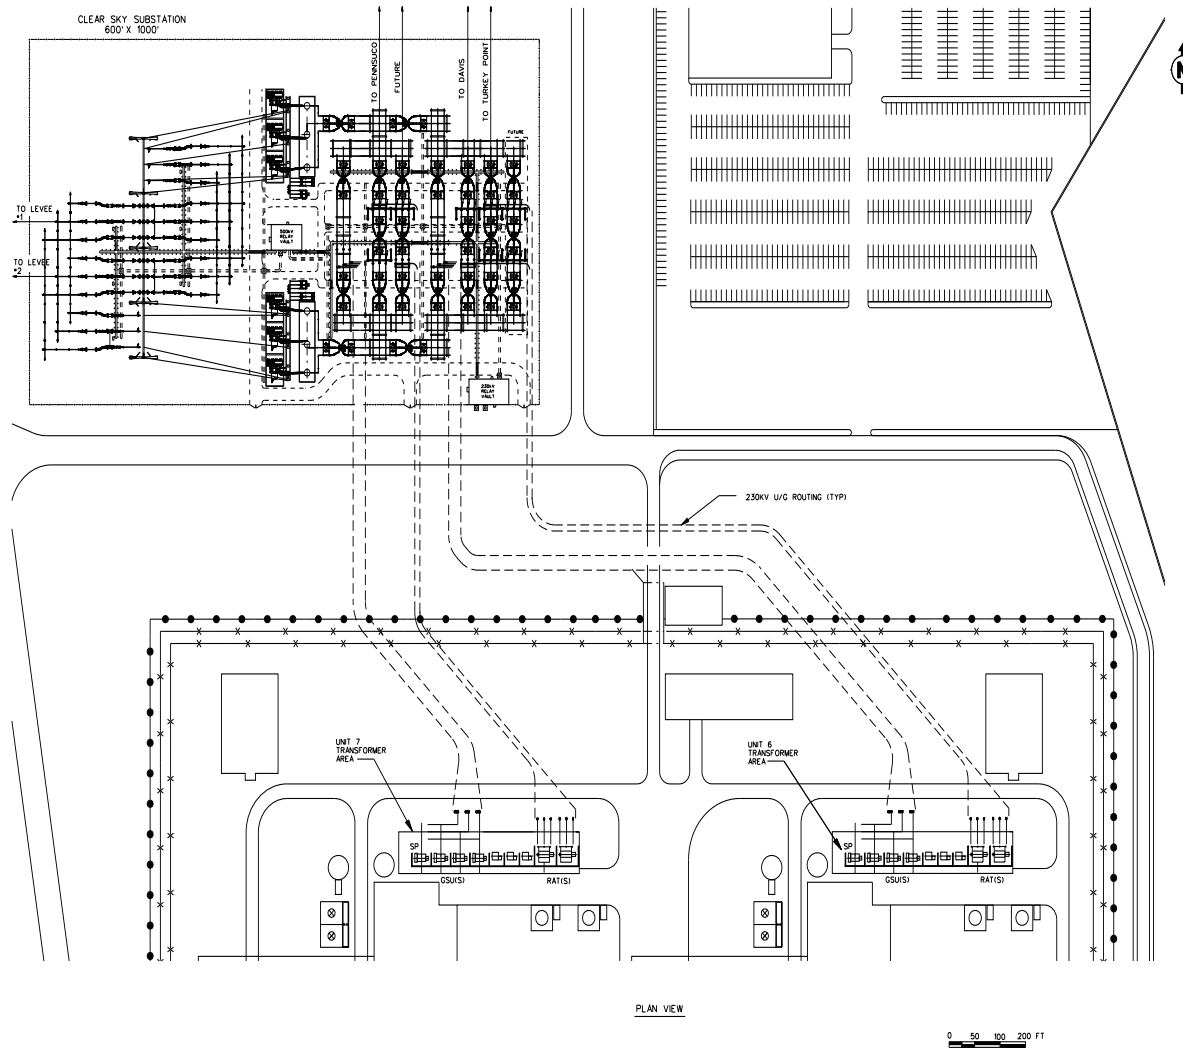 CLEAR SKY SUBSTATION
600' X 1000'
TO PENNSUCO
FUTURE
TO DAVIS
TO TURKEY POINT
N
FUTURE
TO LEVEE
#1
500kV
RELAY
VAULT
TO LEVEE
#2
230kV
RELAY
VAULT
230KV U/G ROUTING (TYP)
UNIT 7
TRANSFORMER
AREA
UNIT 6
TRANSFORMER
AREA
SP
GSU(S)
RAT(S)
SP
GSU(S)
RAT(S)
PLAN VIEW
0 50 100 200 FT